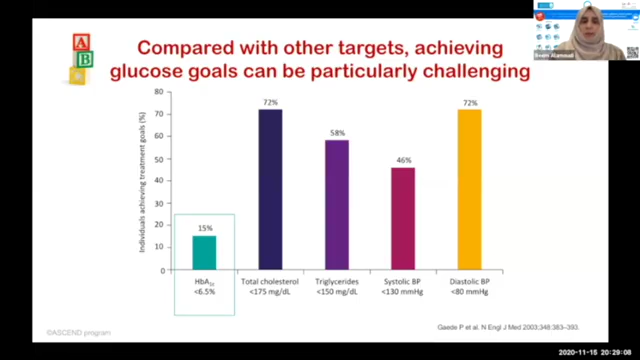 A
B
Compared with other targets, achieving
glucose goals can be particularly challenging
Individuals achieving treatment goals (%)
80
70
60
50
40
30
20
10
0
15%
72%
58%
46%
72%
HbA1c
<6.5%
Total cholesterol
<175 mg/dL
Triglycerides
<150 mg/dL
Systolic BP
<130 mmHg
Diastolic BP
<80 mmHg
©ASCEND program
Gaede P et al. N Engl J Med 2003;348:383–393.
2020-11-15 20:29:08